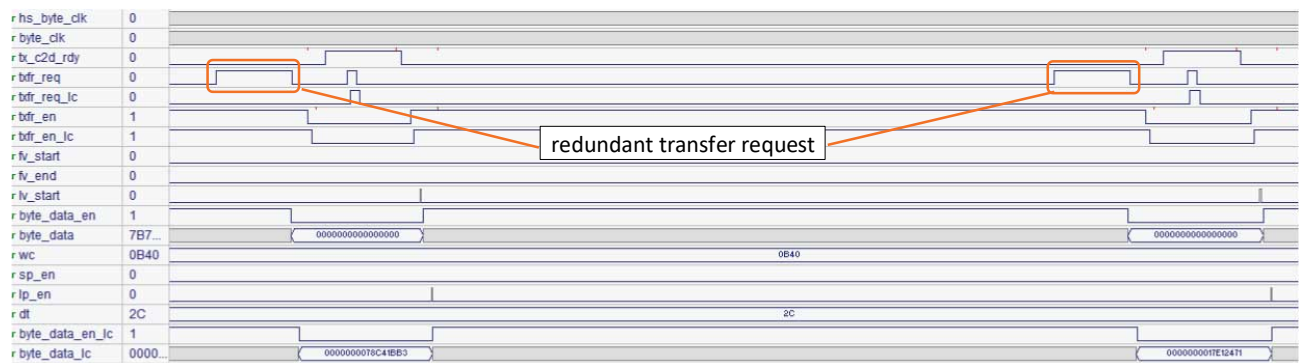 hs_byte_clk 0
byte_clk 0
tx_c2d_rdy 0
txfr_req 0
txfr_req_lc 0
txfr_en 1
txfr_en_lc 1
redundant transfer request
fv_start 0
fv_end 0
lv_start 0
byte_data_en 1
byte_data 7B7... 0000000000000000 0000000000000000
wc 0B40 0B40
sp_en 0
lp_en 0
dt 2C 2C
byte_data_en_lc 1
byte_data_lc 0000... 0000000078C41BB3 0000000017E12471